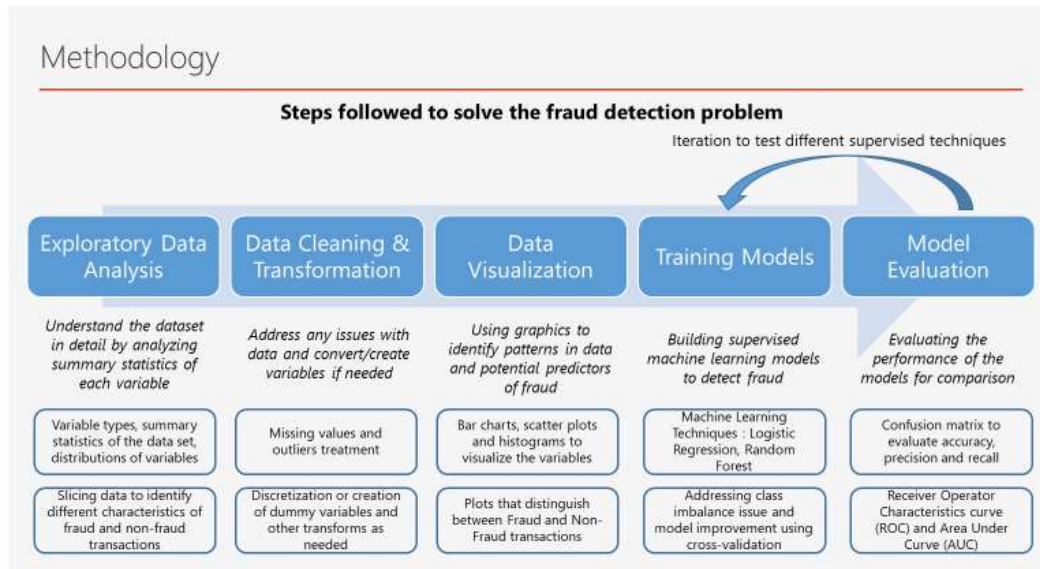 Methodology
Steps followed to solve the fraud detection problem
Iteration to test different supervised techniques
Exploratory Data
Analysis
Data Cleaning &
Transformation
Data
Visualization
Training Models
Model
Evaluation
Understand the dataset
in detail by analyzing
summary statistics of
each variable
Address any issues with
data and convert/create
variables if needed
Using graphics to
identify patterns in data
and potential predictors
of fraud
Building supervised
machine learning models
to detect fraud
Evaluating the
performance of the
models for comparison
Variable types, summary
statistics of the data set,
distributions of variables
Missing values and
outliers treatment
Bar charts, scatter plots
and histograms to
visualize the variables
Machine Learning
Techniques : Logistic
Regression, Random
Forest
Confusion matrix to
evaluate accuracy,
precision and recall
Slicing data to identify
different characteristics of
fraud and non-fraud
transactions
Discretization or creation
of dummy variables and
other transforms as
needed
Plots that distinguish
between Fraud and Non-
Fraud transactions
Addressing class
imbalance issue and
model improvement using
cross-validation
Receiver Operator
Characteristics curve
(ROC) and Area Under
Curve (AUC)